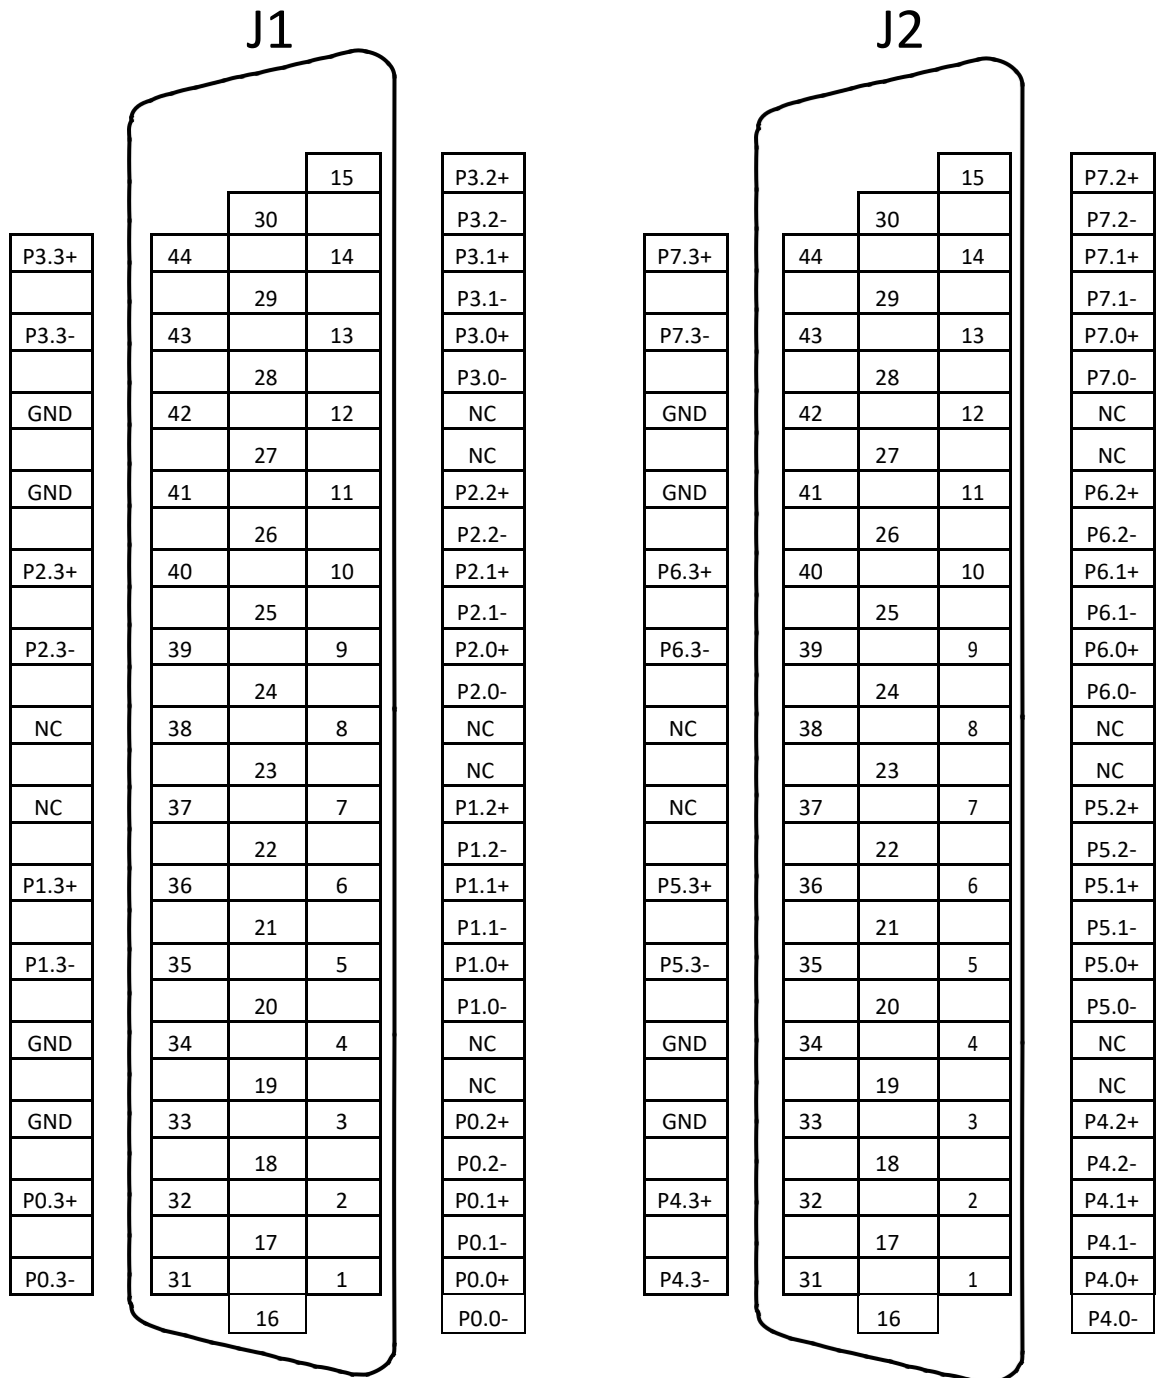 J1 J2
15 P3.2+ 15 P7.2+
30 P3.2- 30 P7.2-
P3.3+ 44 14 P3.1+ P7.3+ 44 14 P7.1+
29 P3.1- 29 P7.1-
P3.3- 43 13 P3.0+ P7.3- 43 13 P7.0+
28 P3.0- 28 P7.0-
GND 42 12 NC GND 42 12 NC
27 NC 27 NC
GND 41 11 P2.2+ GND 41 11 P6.2+
26 P2.2- 26 P6.2-
P2.3+ 40 10 P2.1+ P6.3+ 40 10 P6.1+
25 P2.1- 25 P6.1-
P2.3- 39 9 P2.0+ P6.3- 39 9 P6.0+
24 P2.0- 24 P6.0-
NC 38 8 NC NC 38 8 NC
23 NC 23 NC
NC 37 7 P1.2+ NC 37 7 P5.2+
22 P1.2- 22 P5.2-
P1.3+ 36 6 P1.1+ P5.3+ 36 6 P5.1+
21 P1.1- 21 P5.1-
P1.3- 35 5 P1.0+ P5.3- 35 5 P5.0+
20 P1.0- 20 P5.0-
GND 34 4 NC GND 34 4 NC
19 NC 19 NC
GND 33 3 P0.2+ GND 33 3 P4.2+
18 P0.2- 18 P4.2-
P0.3+ 32 2 P0.1+ P4.3+ 32 2 P4.1+
17 P0.1- 17 P4.1-
P0.3- 31 1 P0.0+ P4.3- 31 1 P4.0+
16 P0.0- 16 P4.0-